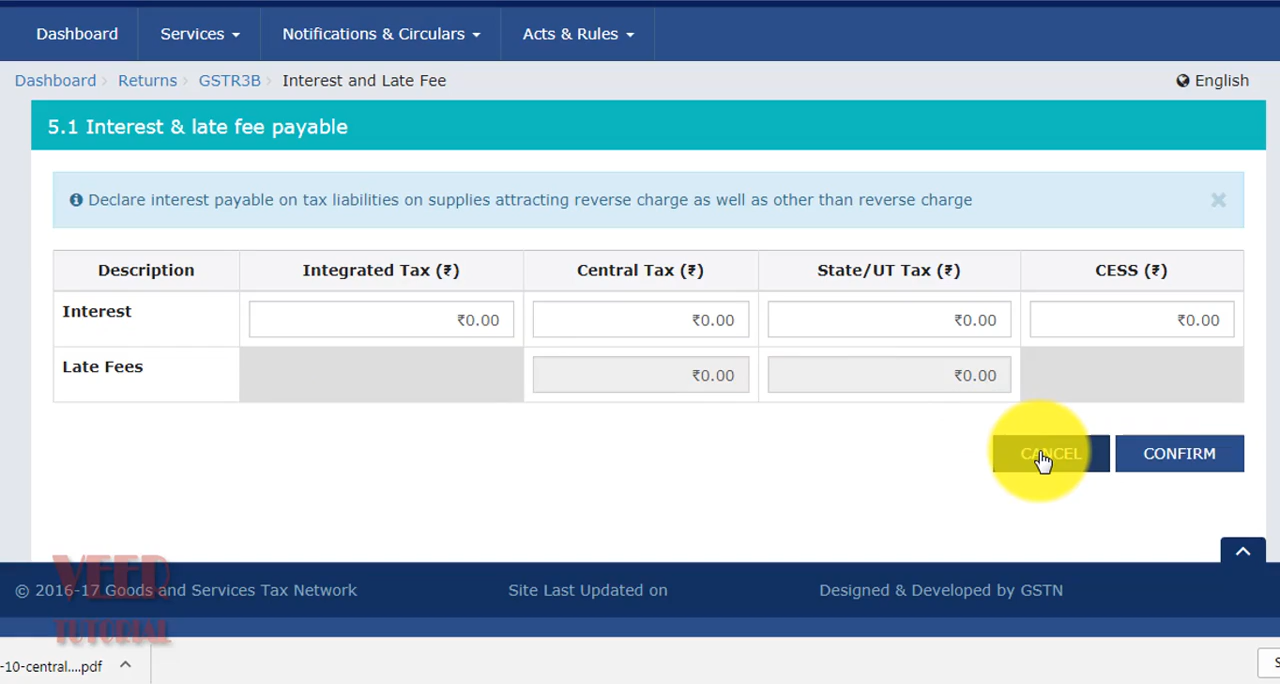 Dashboard Services Notifications & Circulars Acts & Rules
Dashboard Returns GSTR3B Interest and Late Fee English
5.1 Interest & late fee payable
Declare interest payable on tax liabilities on supplies attracting reverse charge as well as other than reverse charge
Description Integrated Tax (₹) Central Tax (₹) State/UT Tax (₹) CESS (₹)
Interest ₹0.00 ₹0.00 ₹0.00 ₹0.00
Late Fees ₹0.00 ₹0.00
CANCEL CONFIRM
VEED
TUTORIAL
© 2016-17 Goods and Services Tax Network Site Last Updated on Designed & Developed by GSTN
-10-central....pdf S